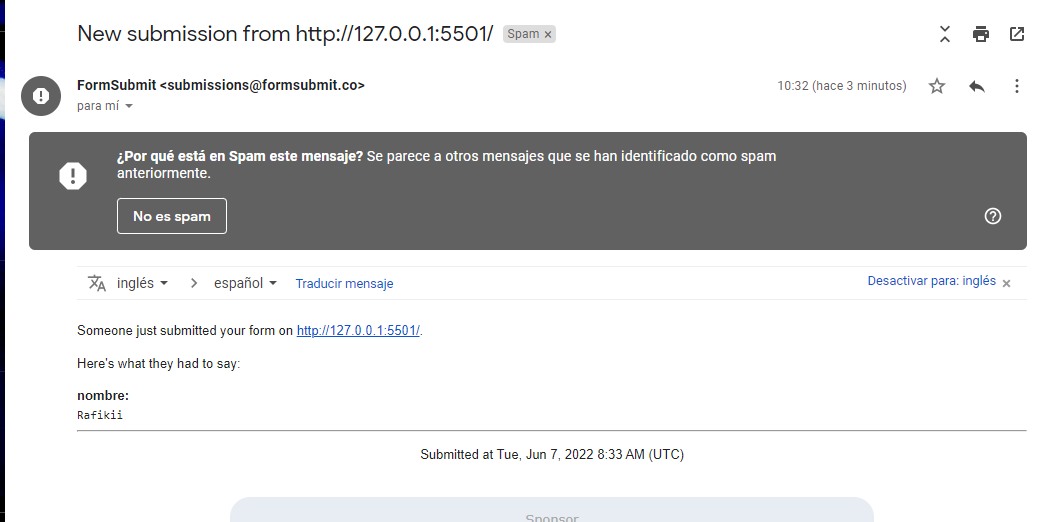 New submission from http://127.0.0.1:5501/ Spam ×
FormSubmit <submissions@formsubmit.co> 10:32 (hace 3 minutos)
para mí
¿Por qué está en Spam este mensaje? Se parece a otros mensajes que se han identificado como spam
anteriormente.
No es spam
inglés > español Traducir mensaje Desactivar para: inglés ×
Someone just submitted your form on http://127.0.0.1:5501/.
Here's what they had to say:
nombre:
Rafikii
Submitted at Tue, Jun 7, 2022 8:33 AM (UTC)
Sponsor